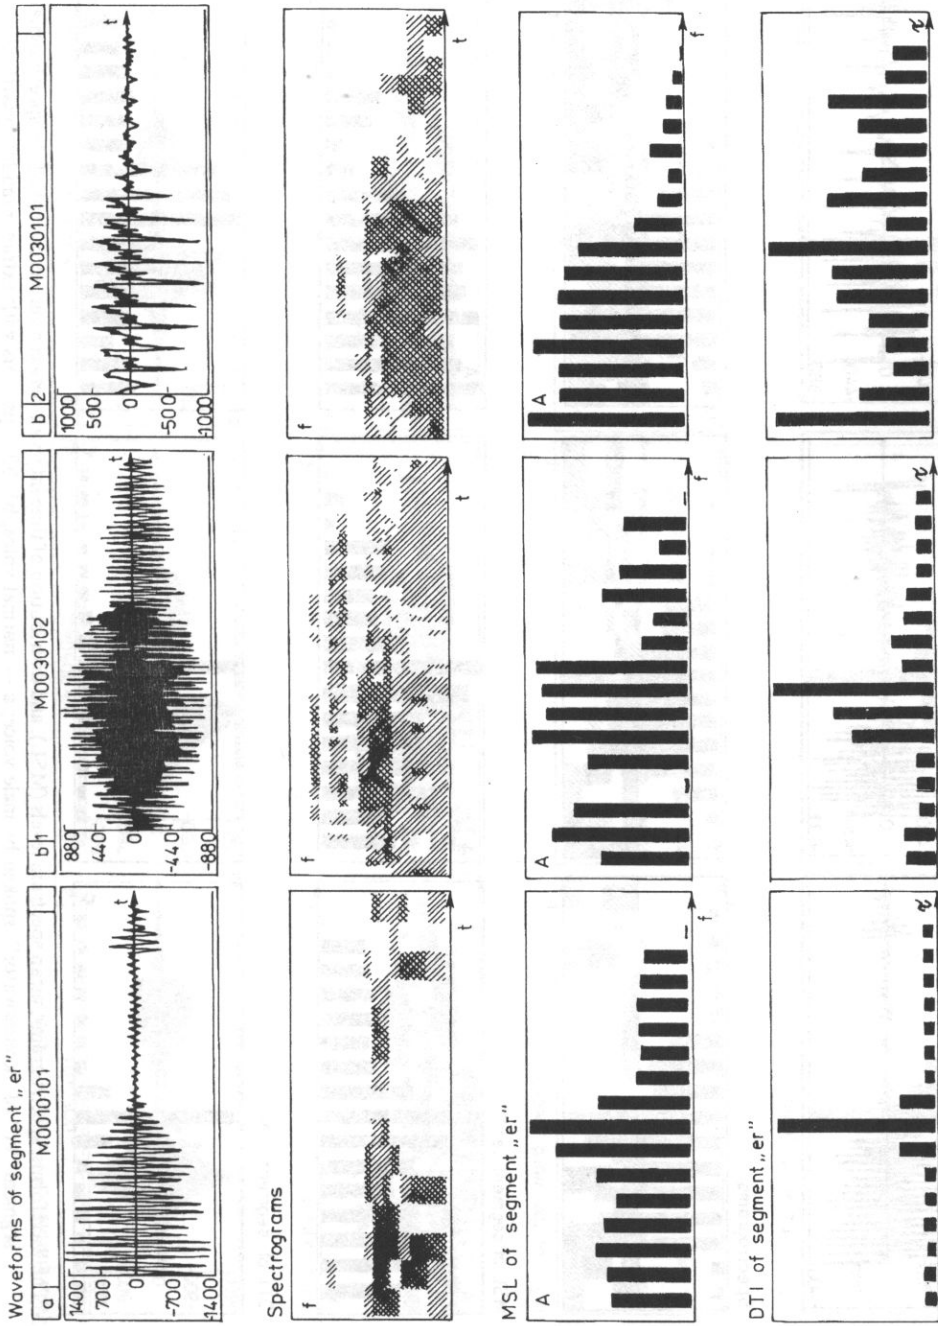 Waveforms of segment „er"
a M0010101
1400
700
0
-700
-1400
t
b1 M0030102
880
440
0
-440
-880
t
b2 M0030101
1000
500
0
-500
-1000
t
Spectrograms
f t
f t
f t
MSL of segment „er"
A f
A f
A f
DTI of segment „er"
τ
τ
τ